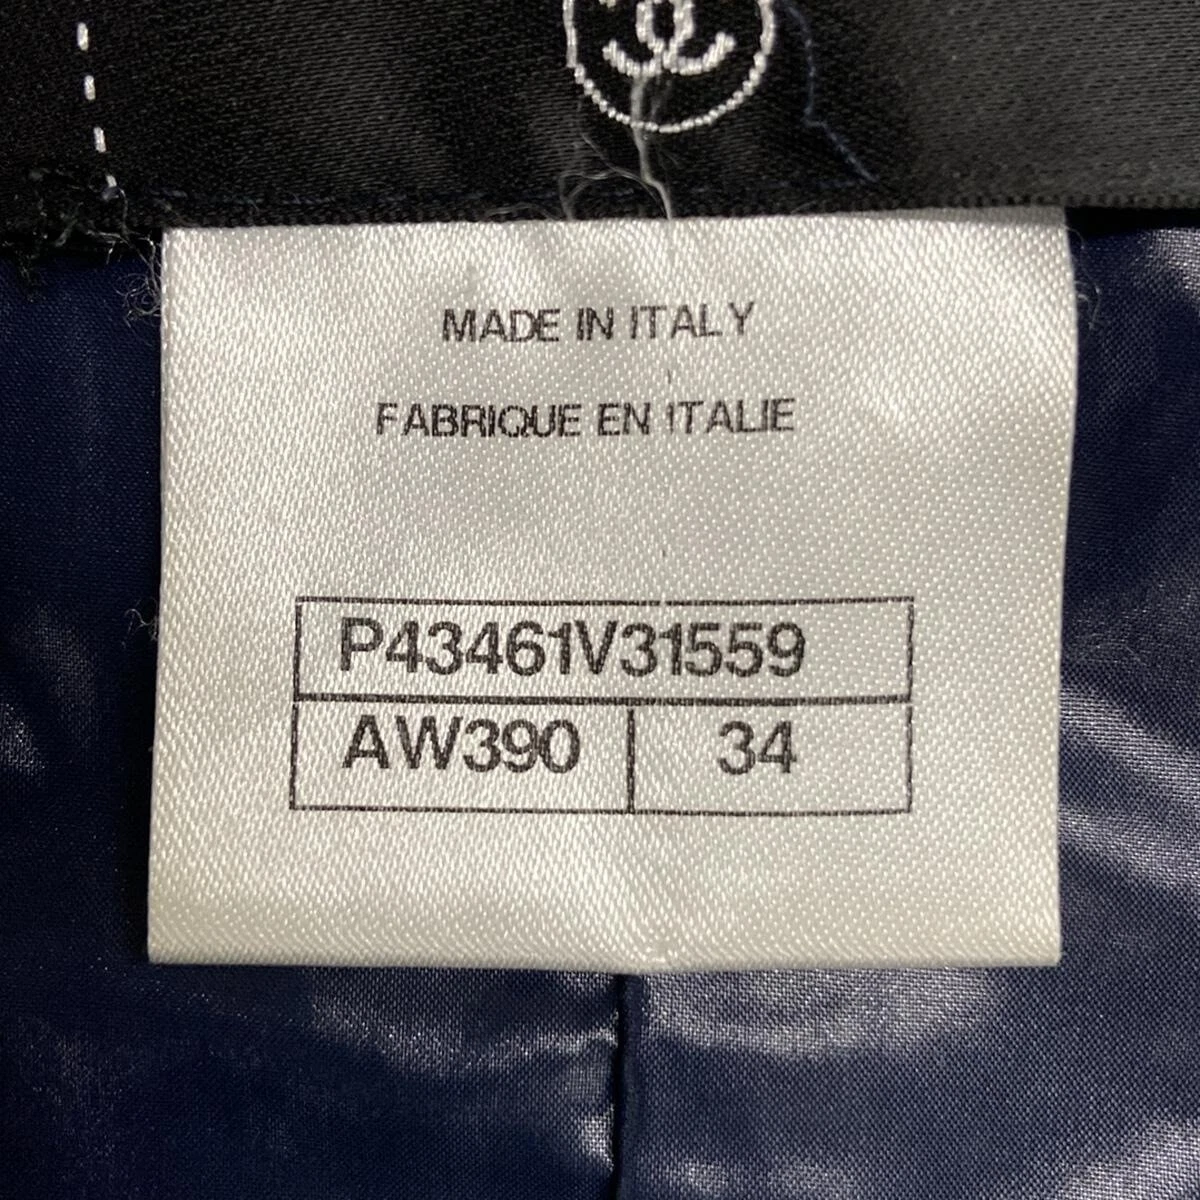 MADE IN ITALY
FABRIQUE EN ITALIE
P43461V31559
AW390 34